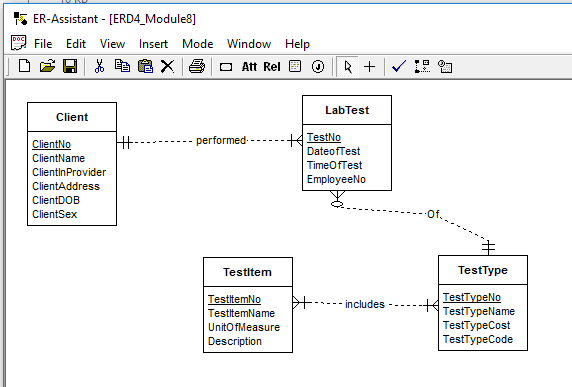 ER-Assistant - [ERD4_Module8]
File Edit View Insert Mode Window Help
Att Rel J
Client
ClientNo
ClientName
ClientInProvider
ClientAddress
ClientDOB
ClientSex
performed
LabTest
TestNo
DateofTest
TimeOfTest
EmployeeNo
Of
TestItem
TestItemNo
TestItemName
UnitOfMeasure
Description
includes
TestType
TestTypeNo
TestTypeName
TestTypeCost
TestTypeCode